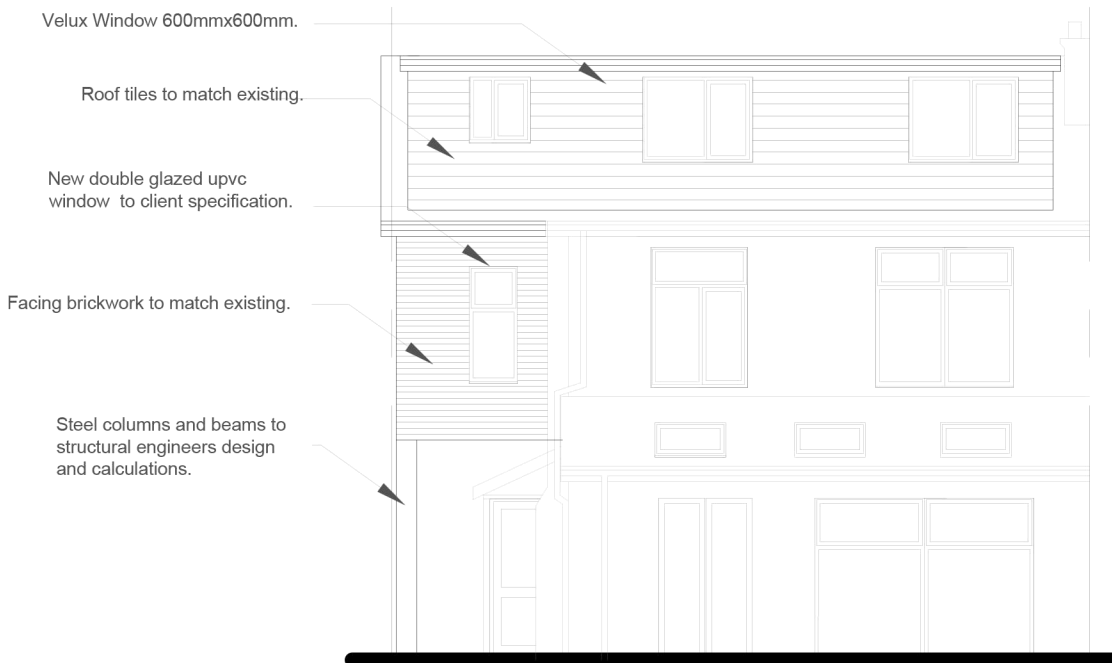 Velux Window 600mmx600mm.
Roof tiles to match existing.
New double glazed upvc
window to client specification.
Facing brickwork to match existing.
Steel columns and beams to
structural engineers design
and calculations.